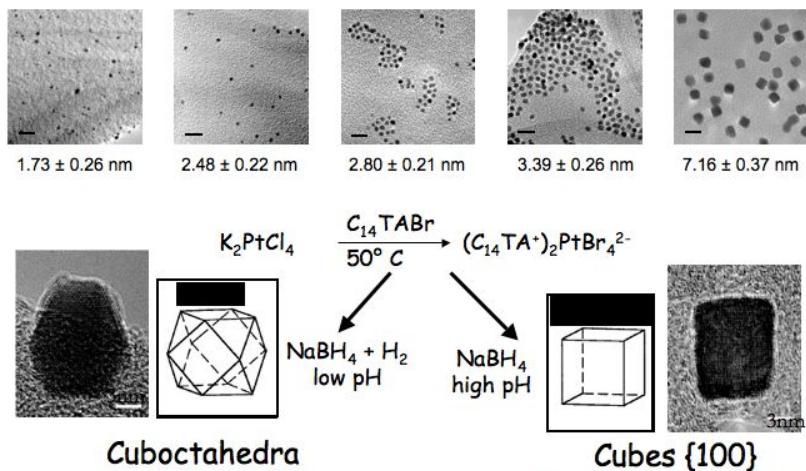 1.73 ± 0.26 nm
2.48 ± 0.22 nm
2.80 ± 0.21 nm
3.39 ± 0.26 nm
7.16 ± 0.37 nm
C₁₄TABr
K₂PtCl₄
(C₁₄TA⁺)₂PtBr₄²⁻
50° C
NaBH₄ + H₂
low pH
NaBH₄
high pH
3nm
Cuboctahedra
Cubes {100}